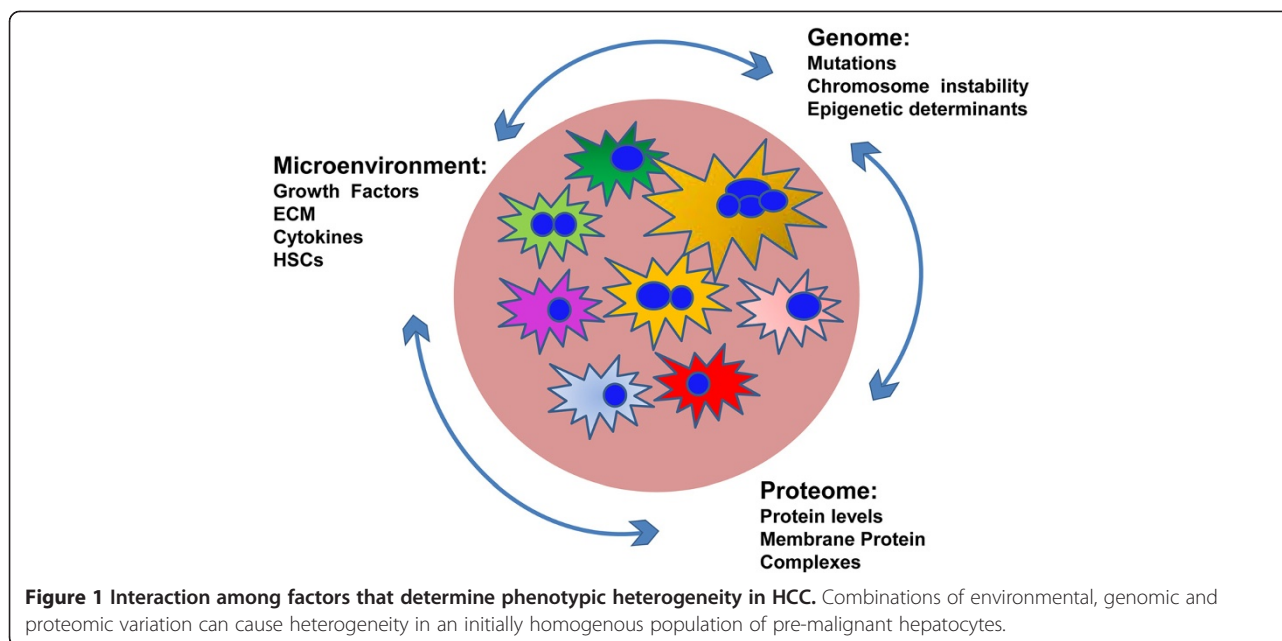 Genome:
Mutations
Chromosome instability
Epigenetic determinants
Microenvironment:
Growth Factors
ECM
Cytokines
HSCs
Proteome:
Protein levels
Membrane Protein
Complexes
Figure 1 Interaction among factors that determine phenotypic heterogeneity in HCC. Combinations of environmental, genomic and
proteomic variation can cause heterogeneity in an initially homogenous population of pre-malignant hepatocytes.